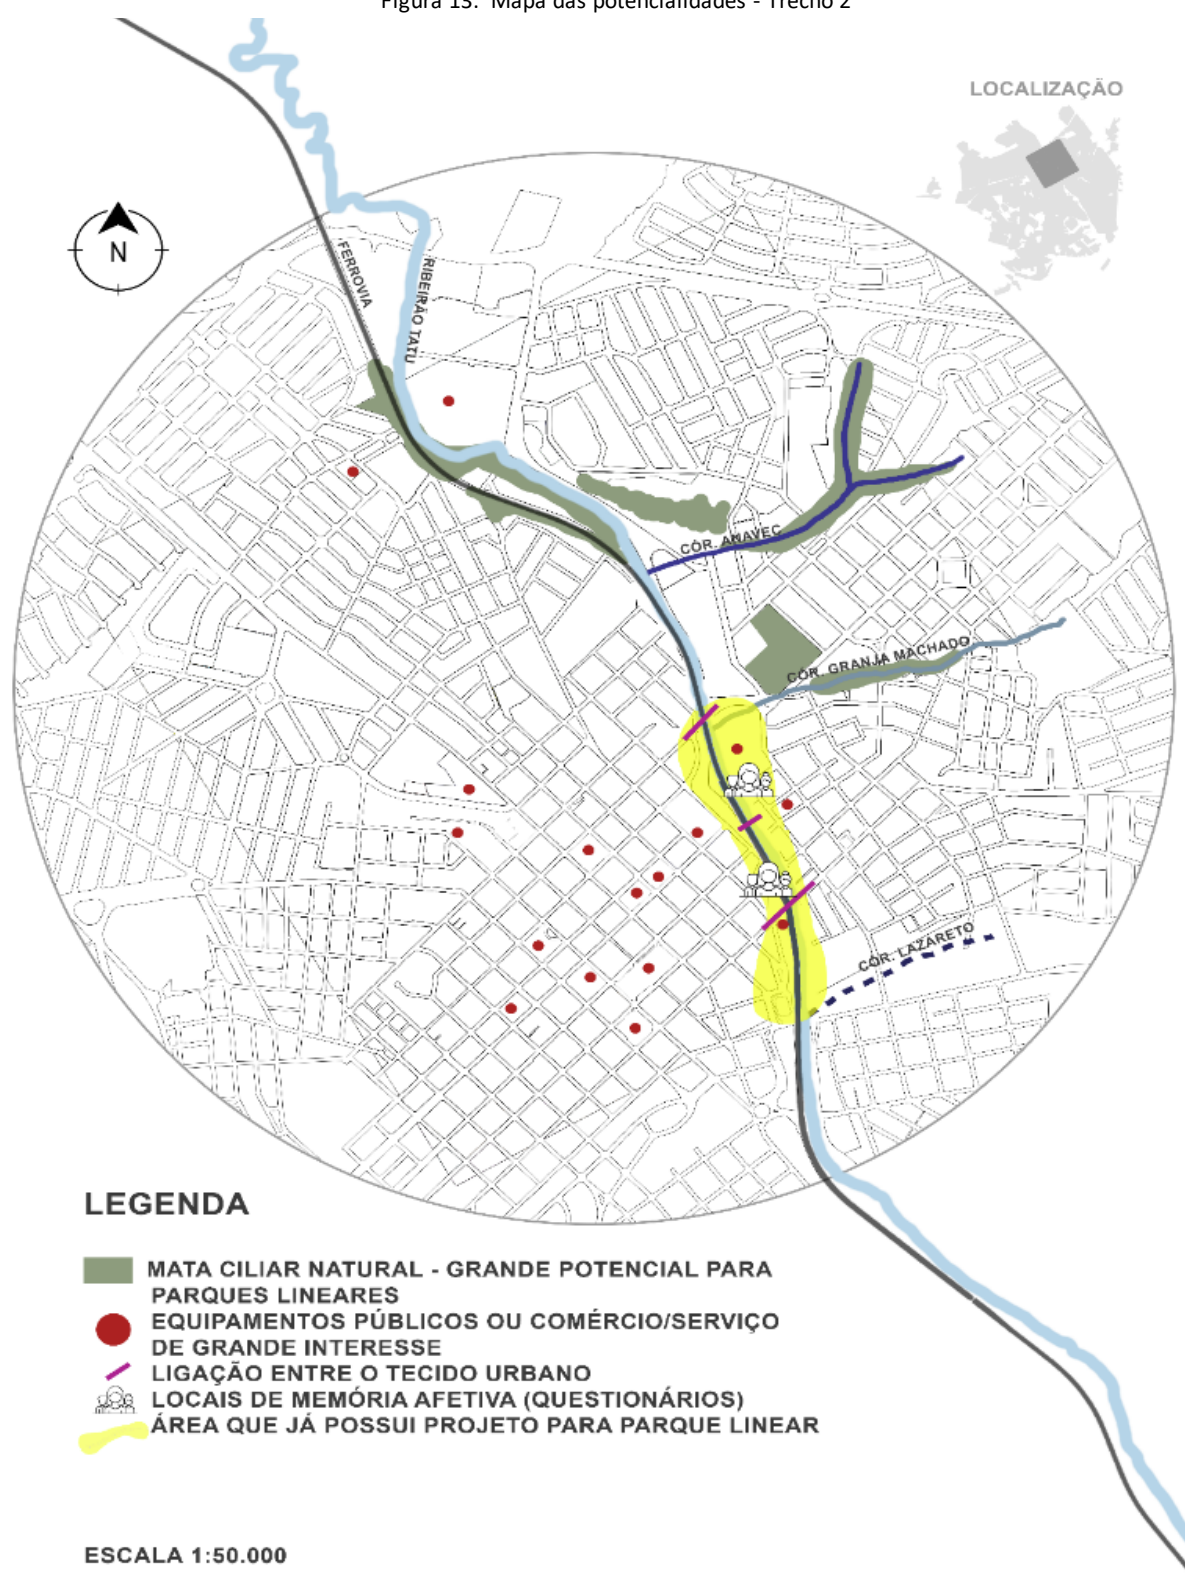 Figura 13: Mapa das potencialidades - Trecho 2
LOCALIZAÇÃO
N
FERROVIA
RIBEIRÃO TATU
CÓR. ANAVEC
CÓR. GRANJA MACHADO
CÓR. LAZARETO
LEGENDA
MATA CILIAR NATURAL - GRANDE POTENCIAL PARA
PARQUES LINEARES
EQUIPAMENTOS PÚBLICOS OU COMÉRCIO/SERVIÇO
DE GRANDE INTERESSE
LIGAÇÃO ENTRE O TECIDO URBANO
LOCAIS DE MEMÓRIA AFETIVA (QUESTIONÁRIOS)
ÁREA QUE JÁ POSSUI PROJETO PARA PARQUE LINEAR
ESCALA 1:50.000